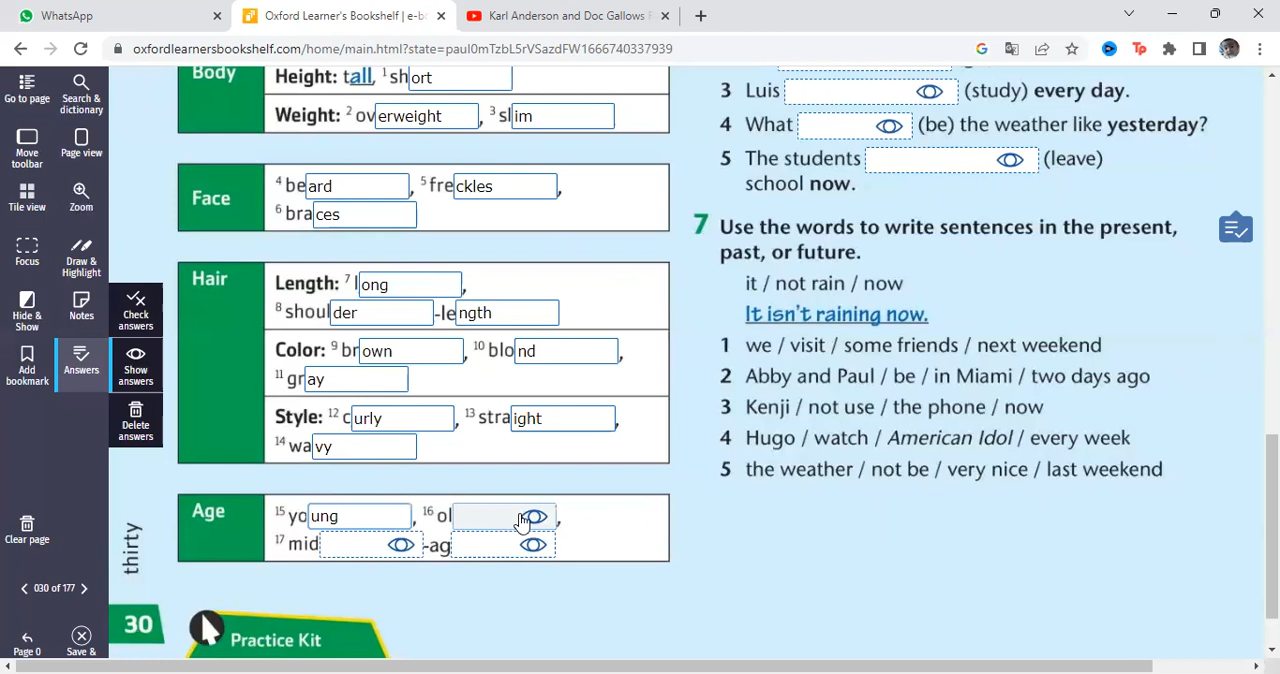 WhatsApp
Oxford Learner's Bookshelf | e-bo
Karl Anderson and Doc Gallows
oxfordlearnersbookshelf.com/home/main.html?state=paul0mTzbL5rVSazdFW1666740337939
Go to page
Search & dictionary
Move toolbar
Page view
Tile view
Zoom
Focus
Draw & Highlight
Hide & Show
Notes
Add bookmark
Answers
Clear page
030 of 177
Page 0
Save &
Check answers
Show answers
Delete answers
thirty
30
Body
Height: tall, 1 short
Weight: 2 overweight, 3 slim
Face
4 beard, 5 freckles,
6 braces
Hair
Length: 7 long,
8 shoulder-length
Color: 9 brown, 10 blond,
11 gray
Style: 12 curly, 13 straight,
14 wavy
Age
15 young, 16 ol,
17 mid -ag
Practice Kit
3 Luis (study) every day.
4 What (be) the weather like yesterday?
5 The students (leave)
school now.
7 Use the words to write sentences in the present,
past, or future.
it / not rain / now
It isn't raining now.
1 we / visit / some friends / next weekend
2 Abby and Paul / be / in Miami / two days ago
3 Kenji / not use / the phone / now
4 Hugo / watch / American Idol / every week
5 the weather / not be / very nice / last weekend